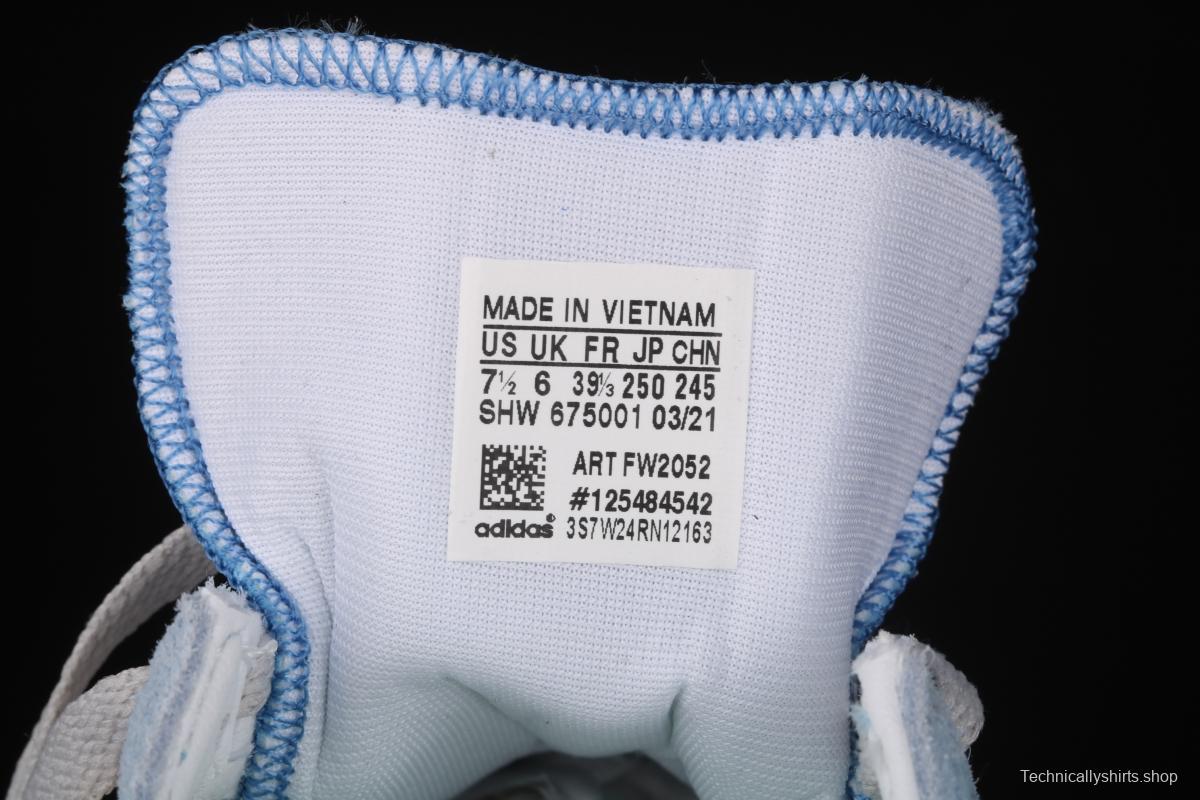 MADE IN VIETNAM
US UK FR JP CHN
7½ 6 39⅓ 250 245
SHW 675001 03/21
ART FW2052
#125484542
adidas® 3S7W24RN12163
Technicallyshirts.shop